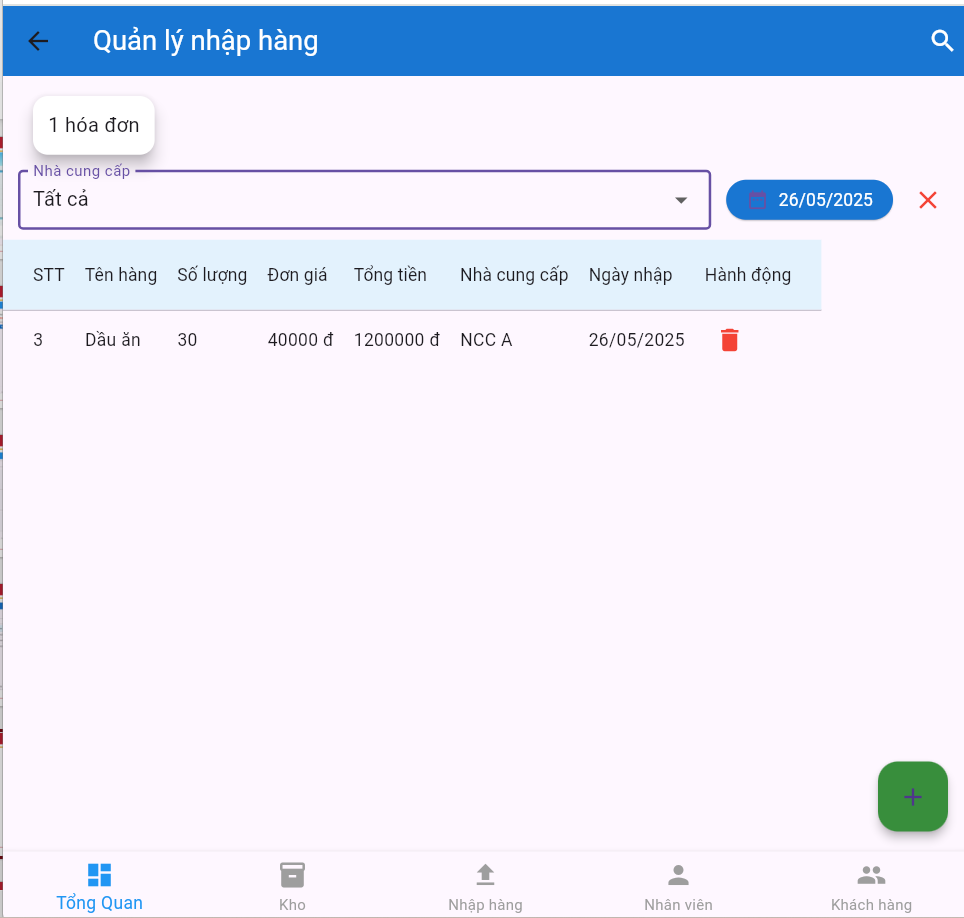 Quản lý nhập hàng
1 hóa đơn
Nhà cung cấp
Tất cả
26/05/2025
STT Tên hàng Số lượng Đơn giá Tổng tiền Nhà cung cấp Ngày nhập Hành động
3 Dầu ăn 30 40000 đ 1200000 đ NCC A 26/05/2025
Tổng Quan Kho Nhập hàng Nhân viên Khách hàng